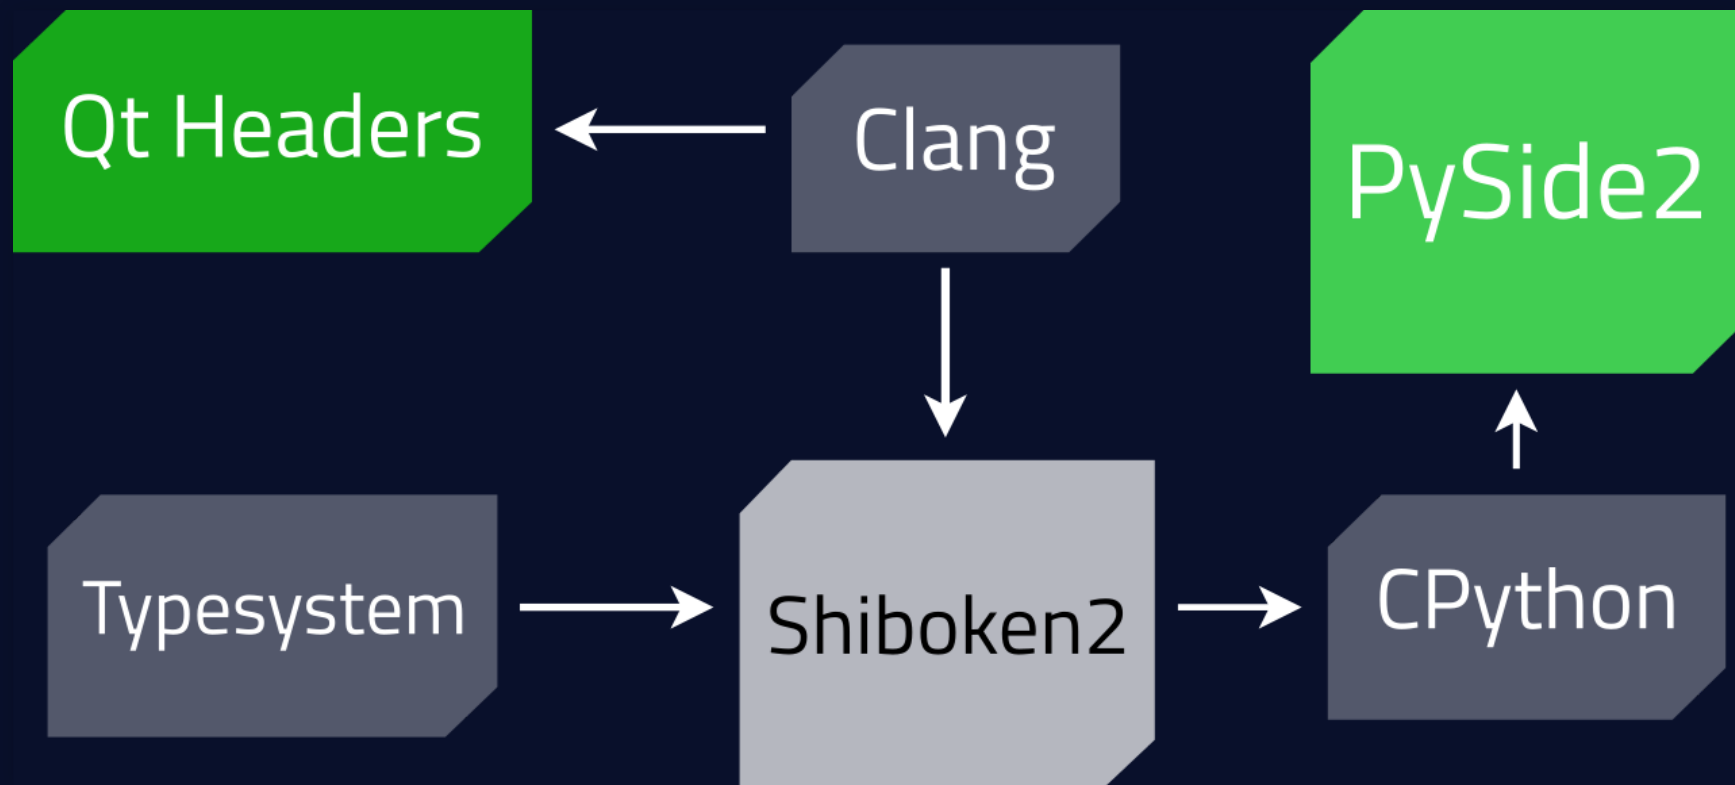 Qt Headers
Clang
PySide2
Typesystem
Shiboken2
CPython